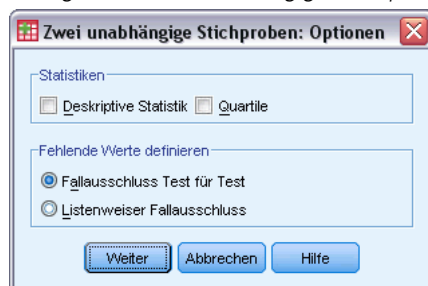 Zwei unabhängige Stichproben: Optionen
Statistiken
Deskriptive Statistik Quartile
Fehlende Werte definieren
Fallausschluss Test für Test
Listenweiser Fallausschluss
Weiter Abbrechen Hilfe